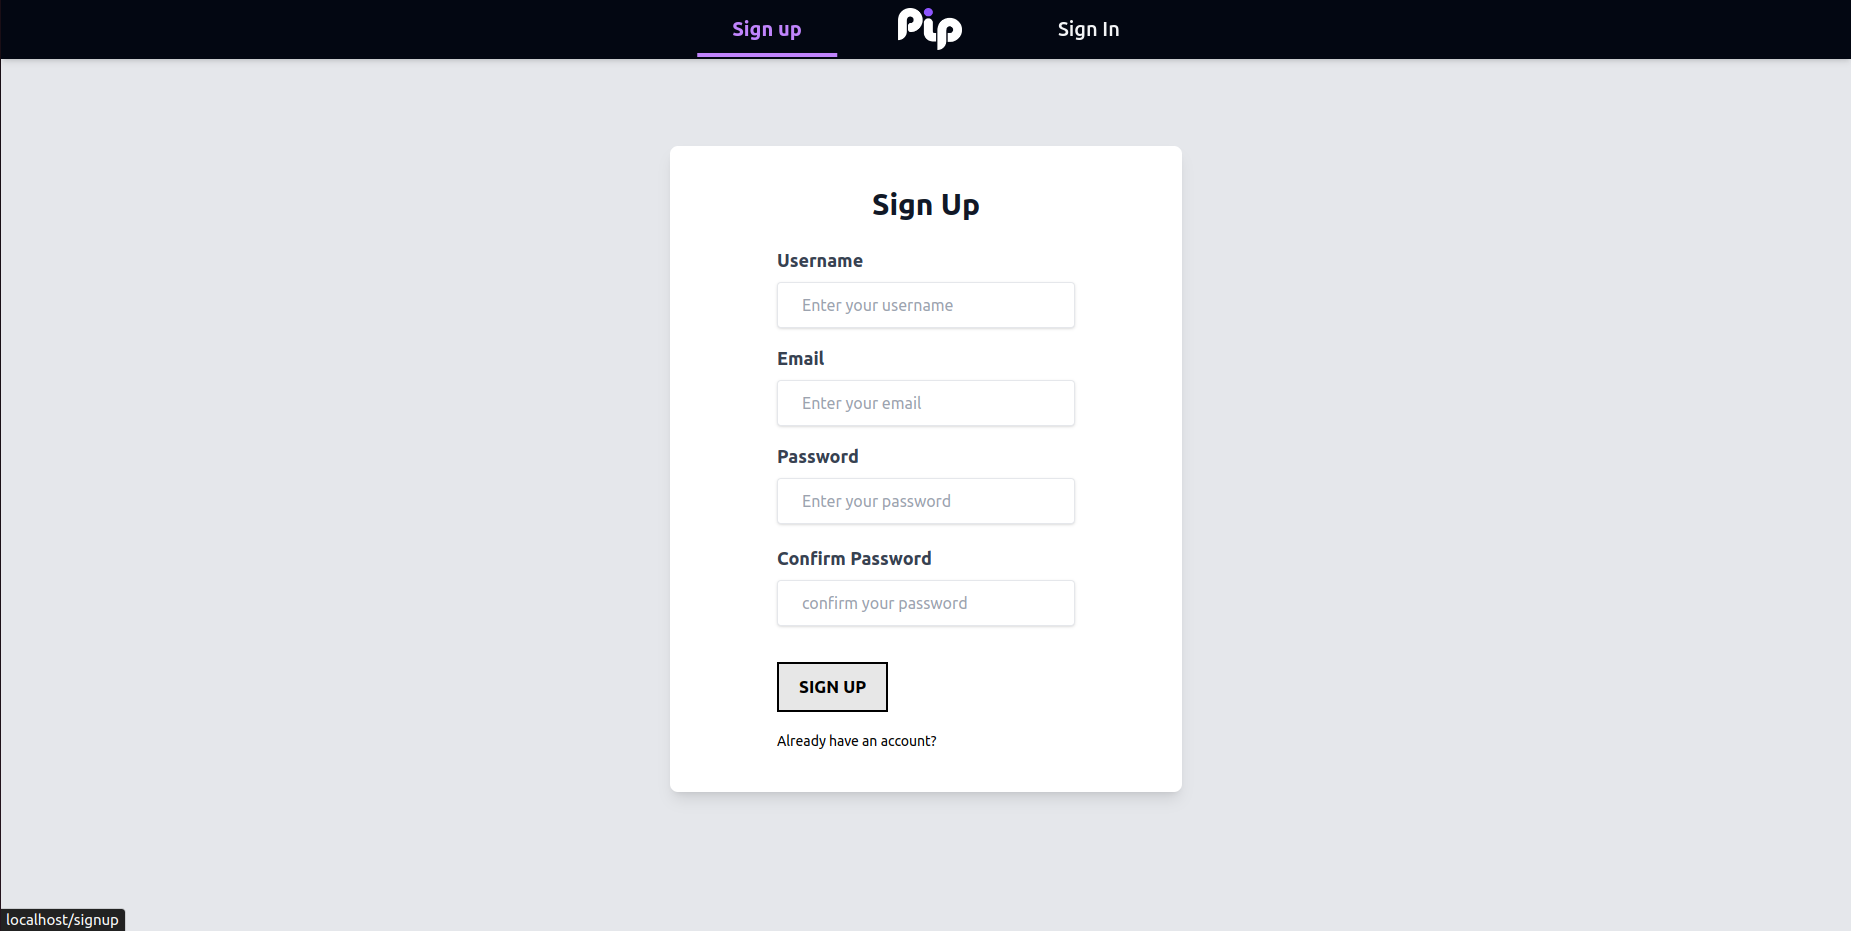 Sign up
Pip
Sign In
Sign Up
Username
Enter your username
Email
Enter your email
Password
Enter your password
Confirm Password
confirm your password
SIGN UP
Already have an account?
localhost/signup